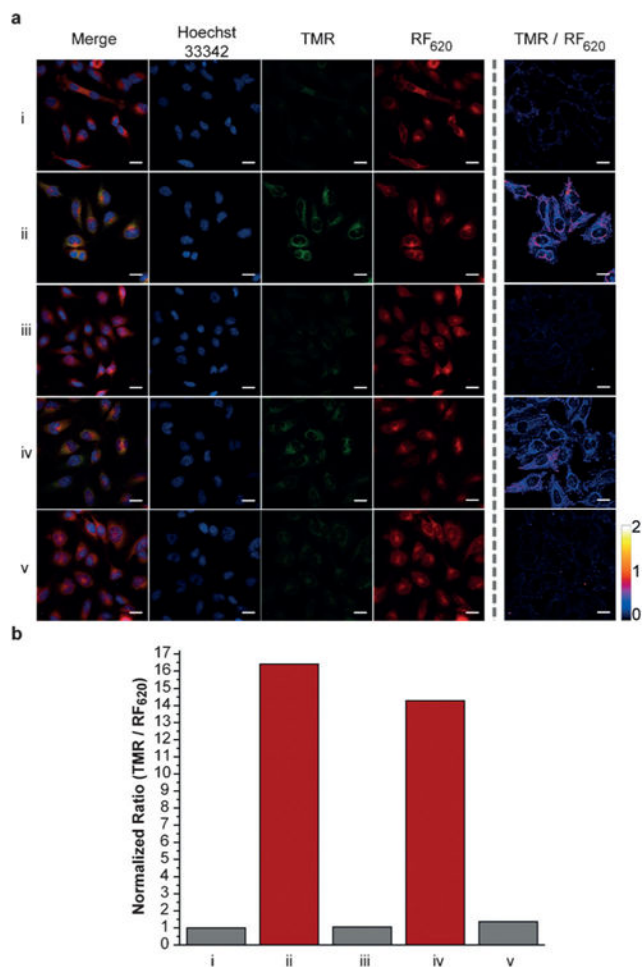 a
Merge Hoechst 33342 TMR RF620 TMR / RF620
i
ii
iii
iv
v
2
1
0
b
Normalized Ratio (TMR / RF620)
17
16
15
14
13
12
11
10
9
8
7
6
5
4
3
2
1
0
i ii iii iv v